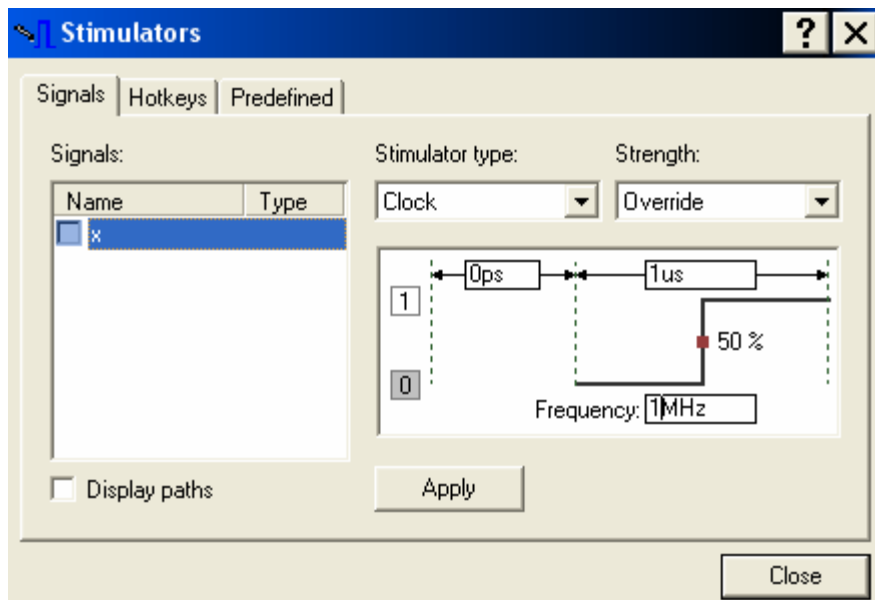 Stimulators ? X
Signals Hotkeys Predefined
Signals: Stimulator type: Strength:
Name Type Clock Override
x
0ps 1us
1
50 %
0
Frequency: 1MHz
Display paths Apply
Close